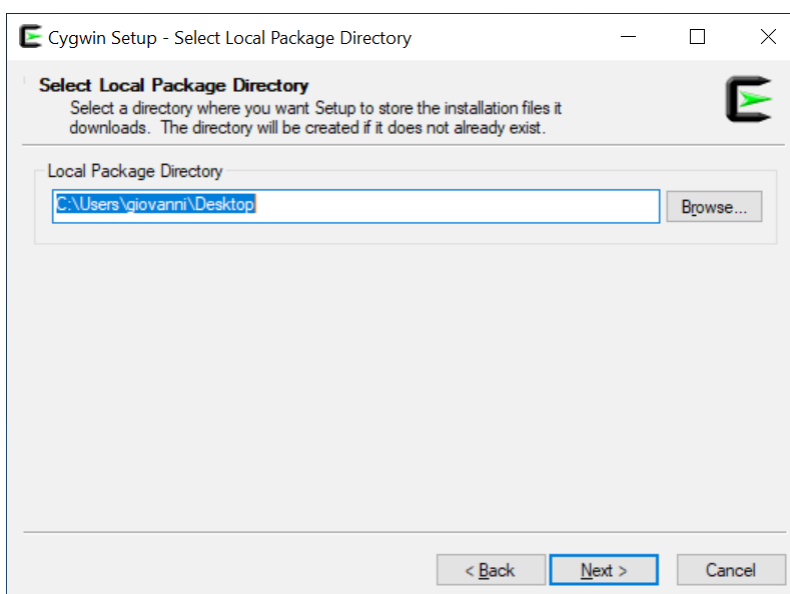 Cygwin Setup - Select Local Package Directory
Select Local Package Directory
Select a directory where you want Setup to store the installation files it
downloads. The directory will be created if it does not already exist.
Local Package Directory
C:\Users\giovanni\Desktop
Browse...
< Back
Next >
Cancel